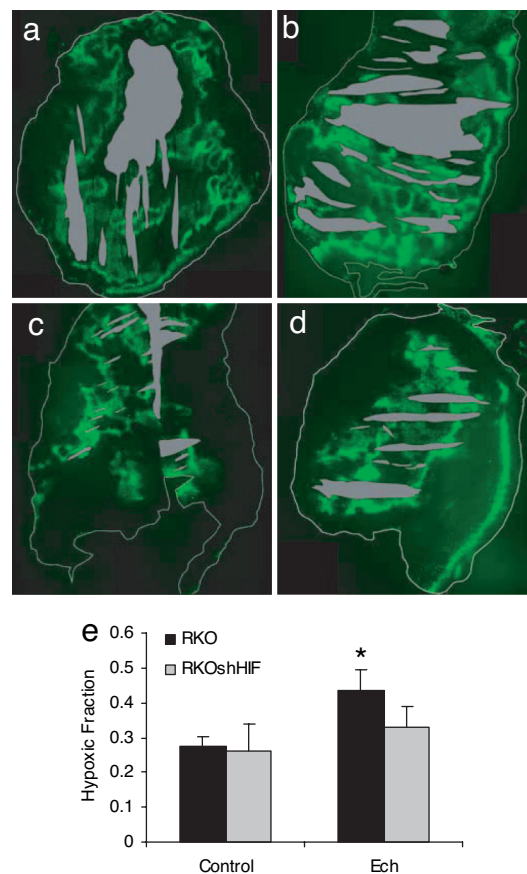 a
b
c
d
e
0.6
0.5
0.4
0.3
0.2
0.1
0
Hypoxic Fraction
RKO
RKOshHIF
*
Control
Ech